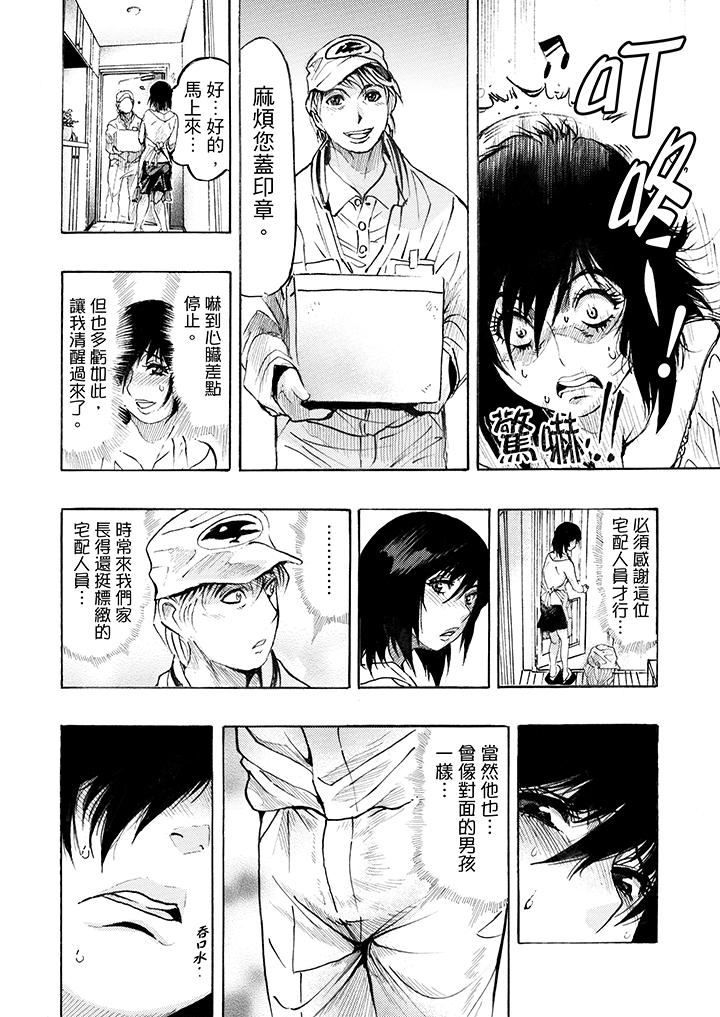 叮
咚
!
驚
嚇!!
麻煩您蓋印章。
好…好的，
馬上來…
嚇到心臟差點
停止。
但也多虧如此，
讓我清醒過來了。
必須感謝這位
宅配人員才行…
…………
時常來我們家
長得還挺標緻的
宅配人員…
當然他也…
會像對面的男孩
一樣…
吞口水…